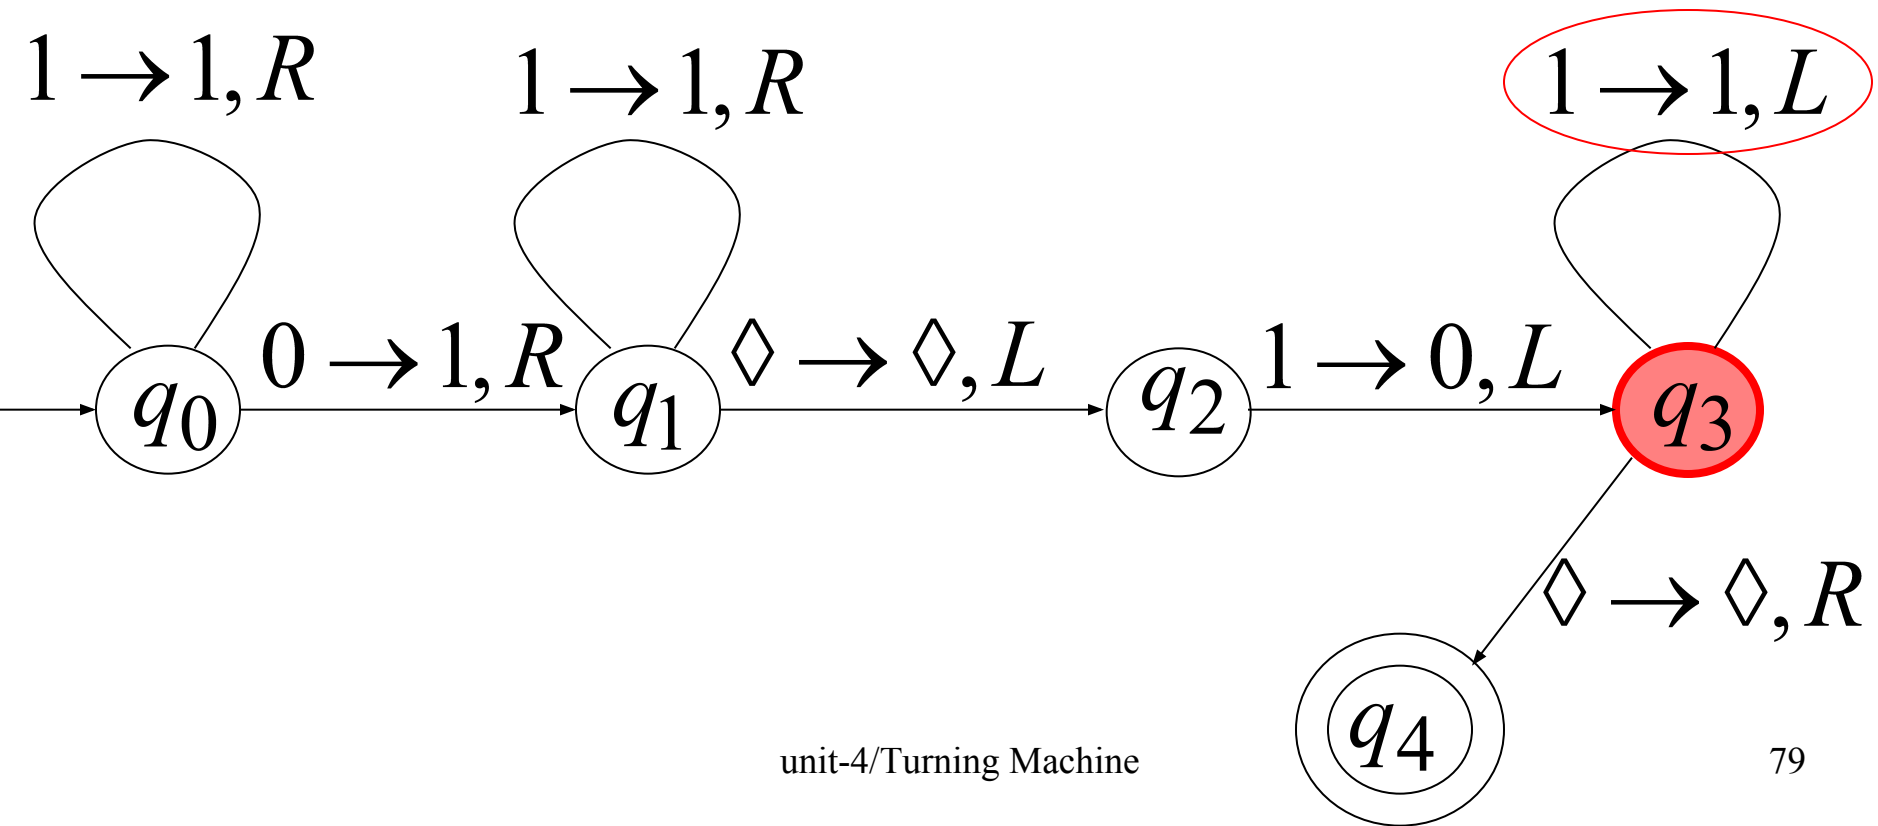 1 → 1, R
1 → 1, R
1 → 1, L
0 → 1, R
◊ → ◊, L
1 → 0, L
q0
q1
q2
q3
◊ → ◊, R
q4
unit-4/Turning Machine
79